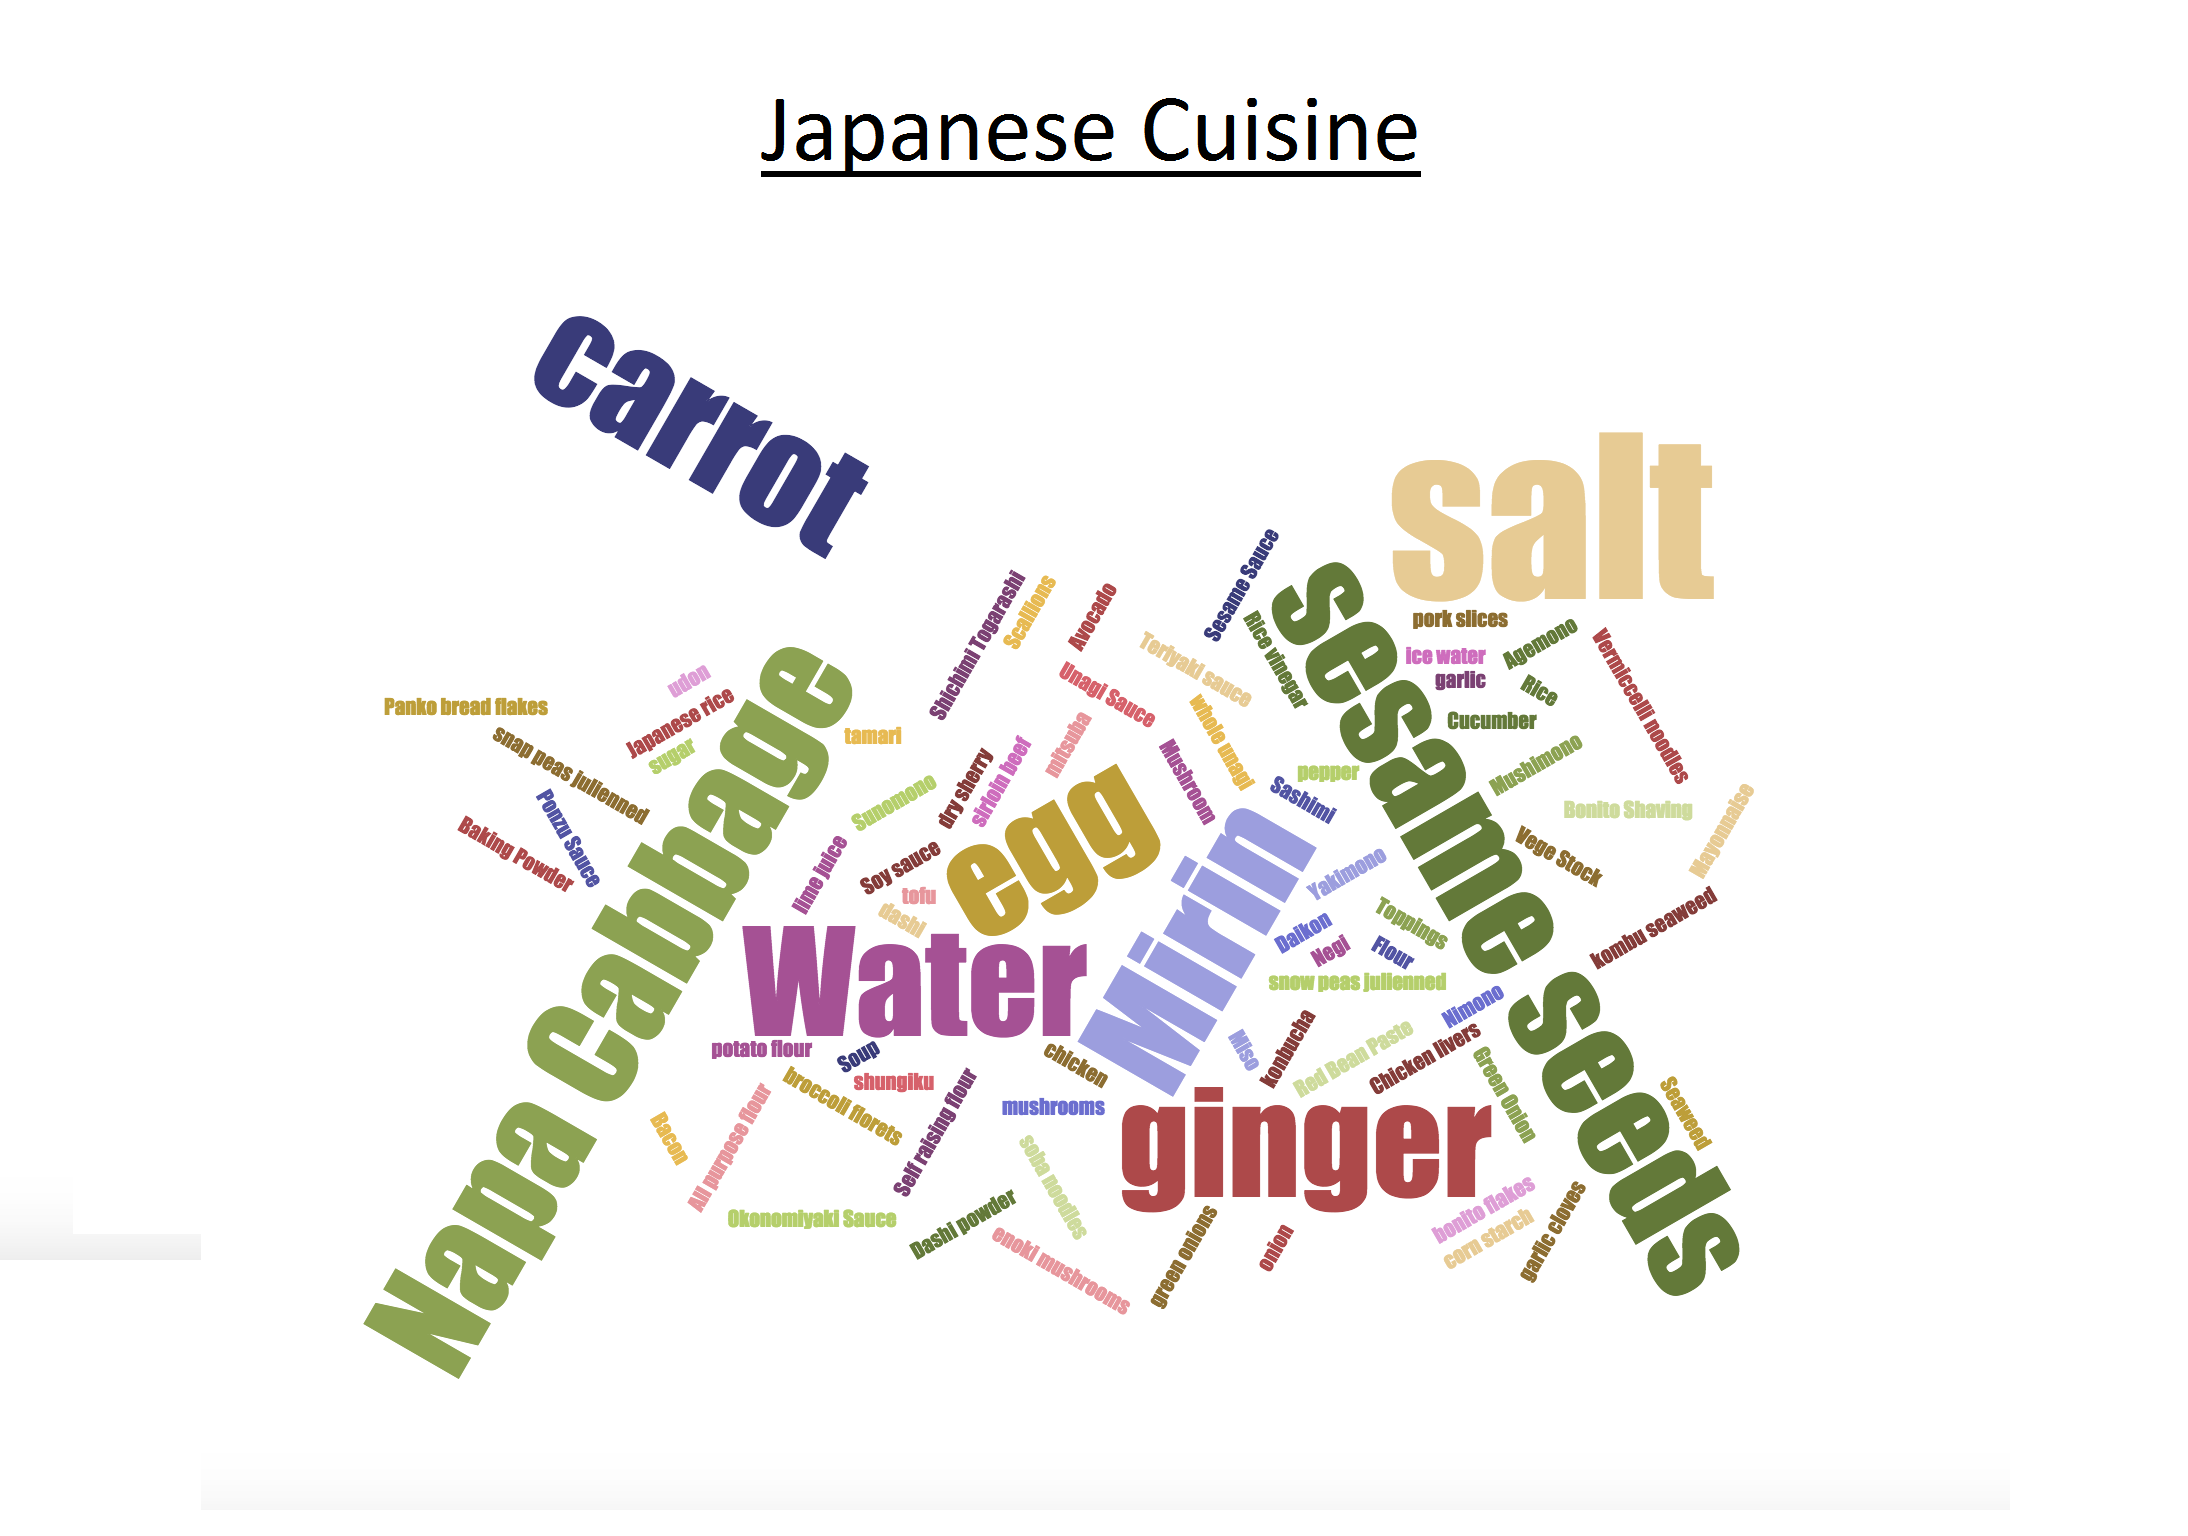 Japanese Cuisine
carrot
salt
sesame seeds
Napa Cabbage
egg
Water
Mirin
ginger
Sesame Sauce
Shichimi Togarashi
Scallions
Avocado
Teriyaki sauce
Rice vinegar
pork slices
Agemono
ice water
garlic
Rice
Vermiccelli noodles
Cucumber
udon
Japanese rice
sugar
Panko bread flakes
snap peas julienned
tamari
Unagi Sauce
mitsuba
whole unagi
Mushroom
pepper
Sashimi
Mushimono
Bonito Shaving
Mayonnaise
Ponzu Sauce
Baking Powder
Sunomono
dry sherry
sirloin beef
lime juice
Soy sauce
tofu
dashi
Yakimono
Vege Stock
Daikon
Negi
Toppings
Flour
kombu seaweed
snow peas julienned
Nimono
potato flour
Soup
shungiku
chicken
Miso
konbucha
Red Bean Paste
Chicken livers
Green Onion
Seaweed
broccoli florets
Self raising flour
mushrooms
Bacon
All purpose flour
Okonomiyaki Sauce
Dashi powder
soba noodles
enoki mushrooms
green onions
onion
bonito flakes
corn starch
garlic cloves